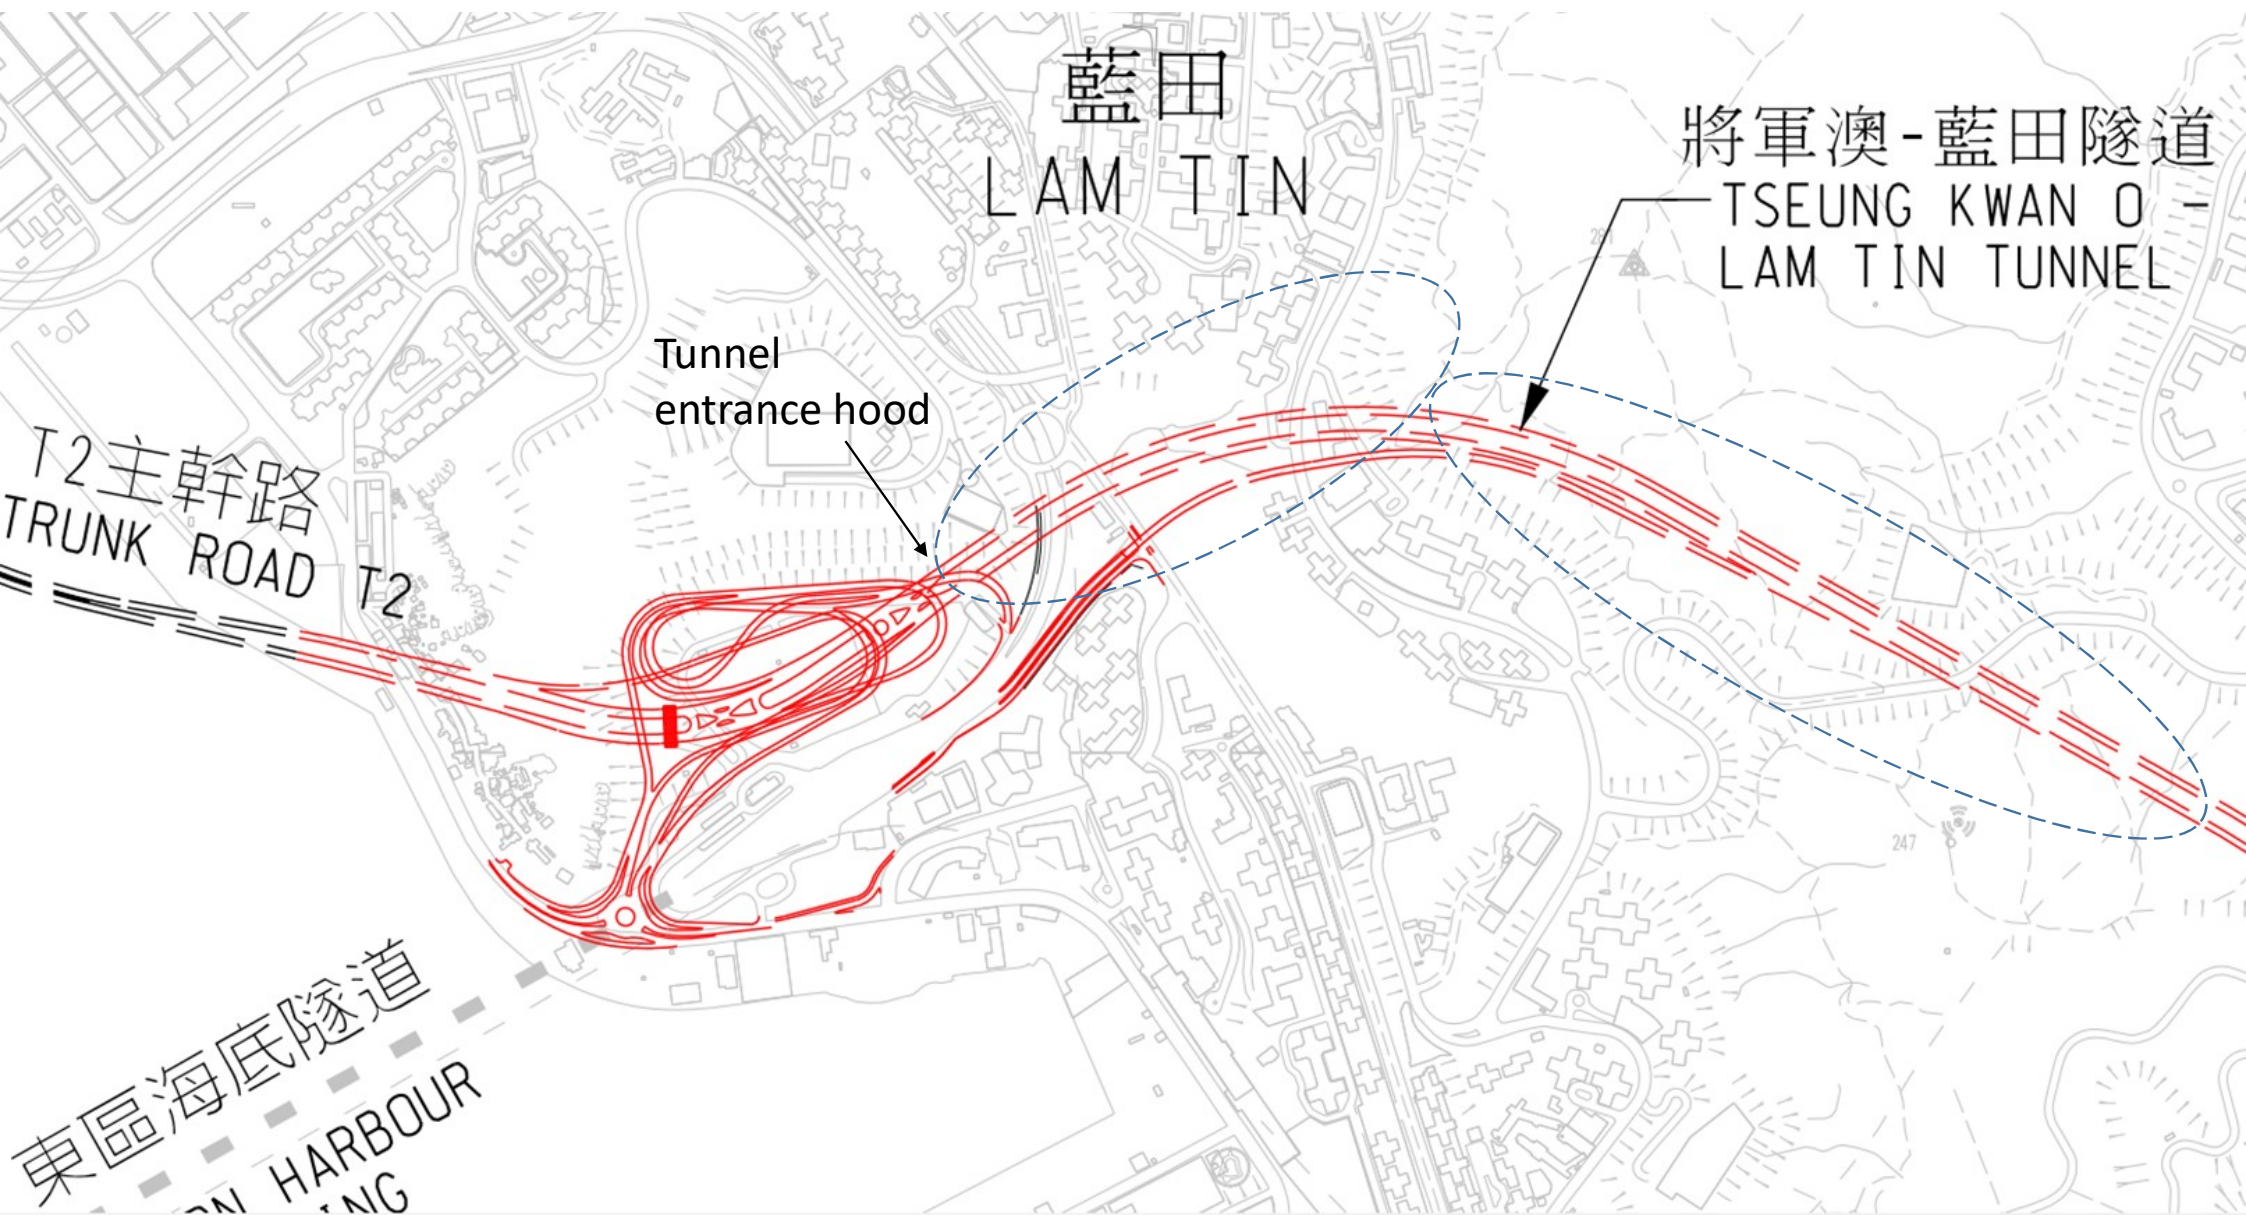 藍田
LAM TIN
將軍澳-藍田隧道
TSEUNG KWAN O -
LAM TIN TUNNEL
Tunnel
entrance hood
T2主幹路
TRUNK ROAD T2
247
東區海底隧道
HARBOUR